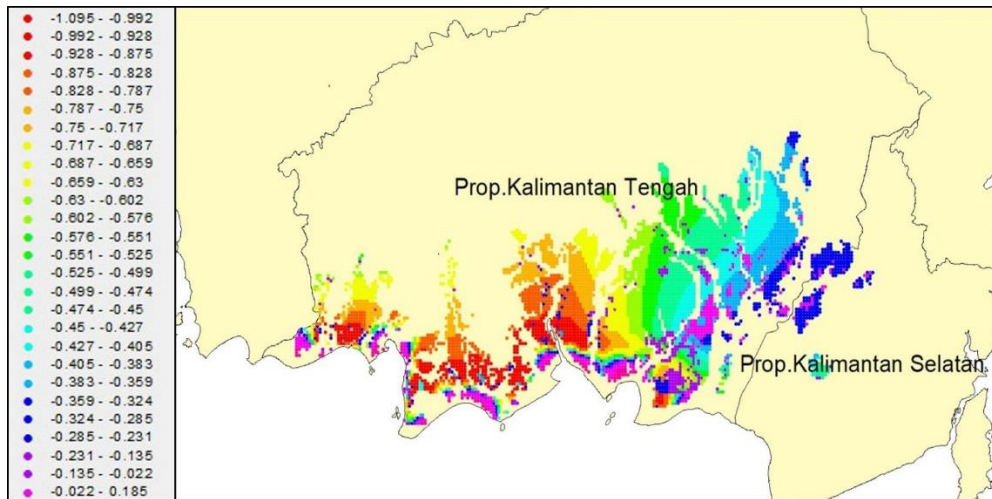 -1.095 - -0.992
-0.992 - -0.928
-0.928 - -0.875
-0.875 - -0.828
-0.828 - -0.787
-0.787 - -0.75
-0.75 - -0.717
-0.717 - -0.687
-0.687 - -0.659
-0.659 - -0.63
-0.63 - -0.602
-0.602 - -0.576
-0.576 - -0.551
-0.551 - -0.525
-0.525 - -0.499
-0.499 - -0.474
-0.474 - -0.45
-0.45 - -0.427
-0.427 - -0.405
-0.405 - -0.383
-0.383 - -0.359
-0.359 - -0.324
-0.324 - -0.285
-0.285 - -0.231
-0.231 - -0.135
-0.135 - -0.022
-0.022 - 0.185
Prop.Kalimantan Tengah
Prop.Kalimantan Selatan